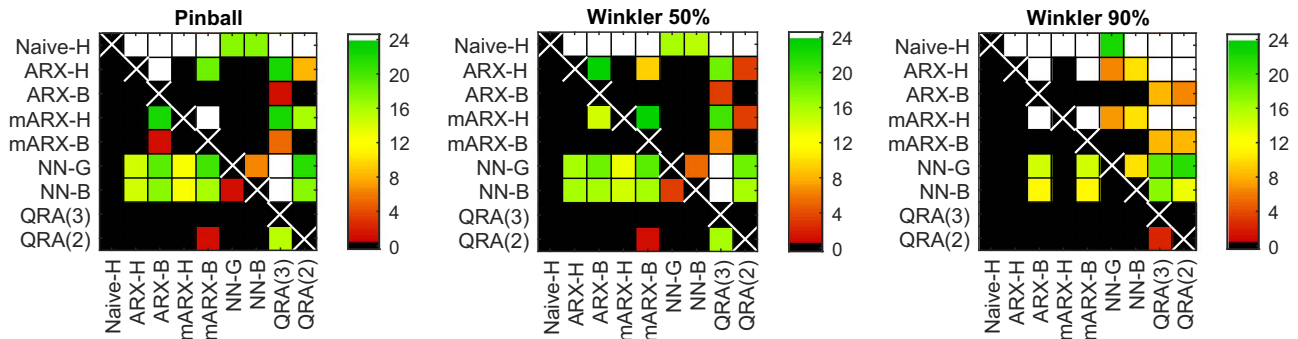 Pinball
Winkler 50%
Winkler 90%
Naive-H
ARX-H
ARX-B
mARX-H
mARX-B
NN-G
NN-B
QRA(3)
QRA(2)
24
20
16
12
8
4
0
Naive-H
ARX-H
ARX-B
mARX-H
mARX-B
NN-G
NN-B
QRA(3)
QRA(2)
Naive-H
ARX-H
ARX-B
mARX-H
mARX-B
NN-G
NN-B
QRA(3)
QRA(2)
24
20
16
12
8
4
0
Naive-H
ARX-H
ARX-B
mARX-H
mARX-B
NN-G
NN-B
QRA(3)
QRA(2)
Naive-H
ARX-H
ARX-B
mARX-H
mARX-B
NN-G
NN-B
QRA(3)
QRA(2)
24
20
16
12
8
4
0
Naive-H
ARX-H
ARX-B
mARX-H
mARX-B
NN-G
NN-B
QRA(3)
QRA(2)